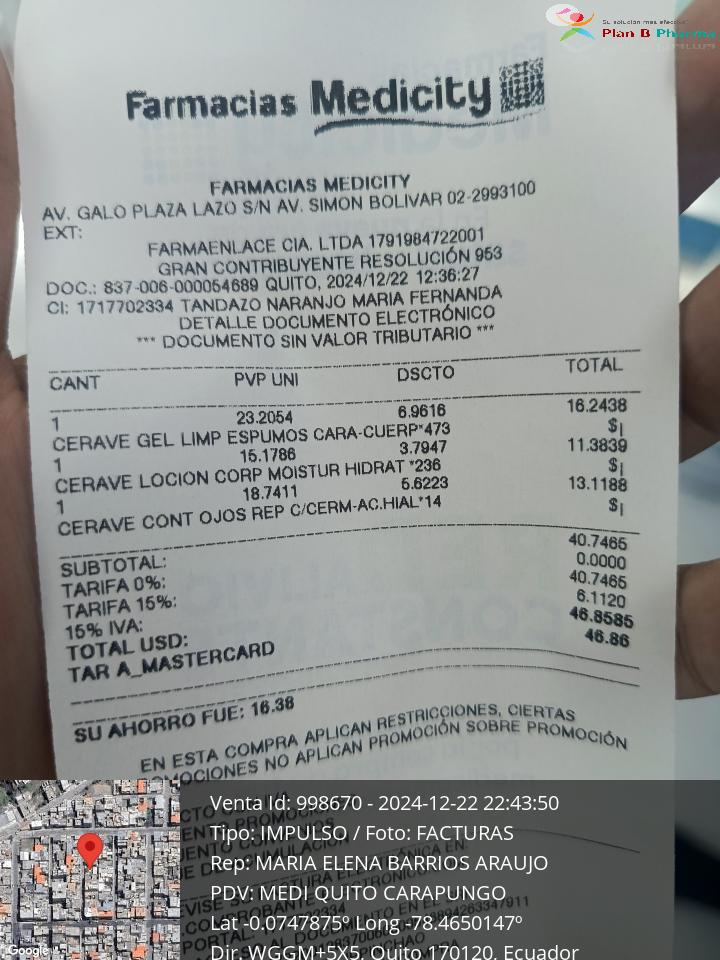 Su solución más efectiva
Plan B Pharma
Farmacias Medicity
FARMACIAS MEDICITY
AV. GALO PLAZA LAZO S/N AV. SIMON BOLIVAR 02-2993100
EXT:
FARMAENLACE CIA. LTDA 1791984722001
GRAN CONTRIBUYENTE RESOLUCIÓN 953
DOC.: 837-006-000054689 QUITO, 2024/12/22 12:36:27
CI: 1717702334 TANDAZO NARANJO MARIA FERNANDA
DETALLE DOCUMENTO ELECTRÓNICO
*** DOCUMENTO SIN VALOR TRIBUTARIO ***
CANT PVP UNI DSCTO TOTAL
1 23.2054 6.9616 16.2438
CERAVE GEL LIMP ESPUMOS CARA-CUERP*473 $|
1 15.1786 3.7947 11.3839
CERAVE LOCION CORP MOISTUR HIDRAT *236 $|
1 18.7411 5.6223 13.1188
CERAVE CONT OJOS REP C/CERM-AC.HIAL*14 $|
SUBTOTAL: 40.7465
TARIFA 0%: 0.0000
TARIFA 15%: 40.7465
15% IVA: 6.1120
TOTAL USD: 46.8585
TAR A_MASTERCARD 46.86
SU AHORRO FUE: 16.38
EN ESTA COMPRA APLICAN RESTRICCIONES, CIERTAS
OMOCIONES NO APLICAN PROMOCIÓN SOBRE PROMOCIÓN
Venta Id: 998670 - 2024-12-22 22:43:50
Tipo: IMPULSO / Foto: FACTURAS
Rep: MARIA ELENA BARRIOS ARAUJO
PDV: MEDI QUITO CARAPUNGO
Lat -0.0747875º Long -78.4650147º
Dir. WGGM+5X5, Quito 170120, Ecuador
Google